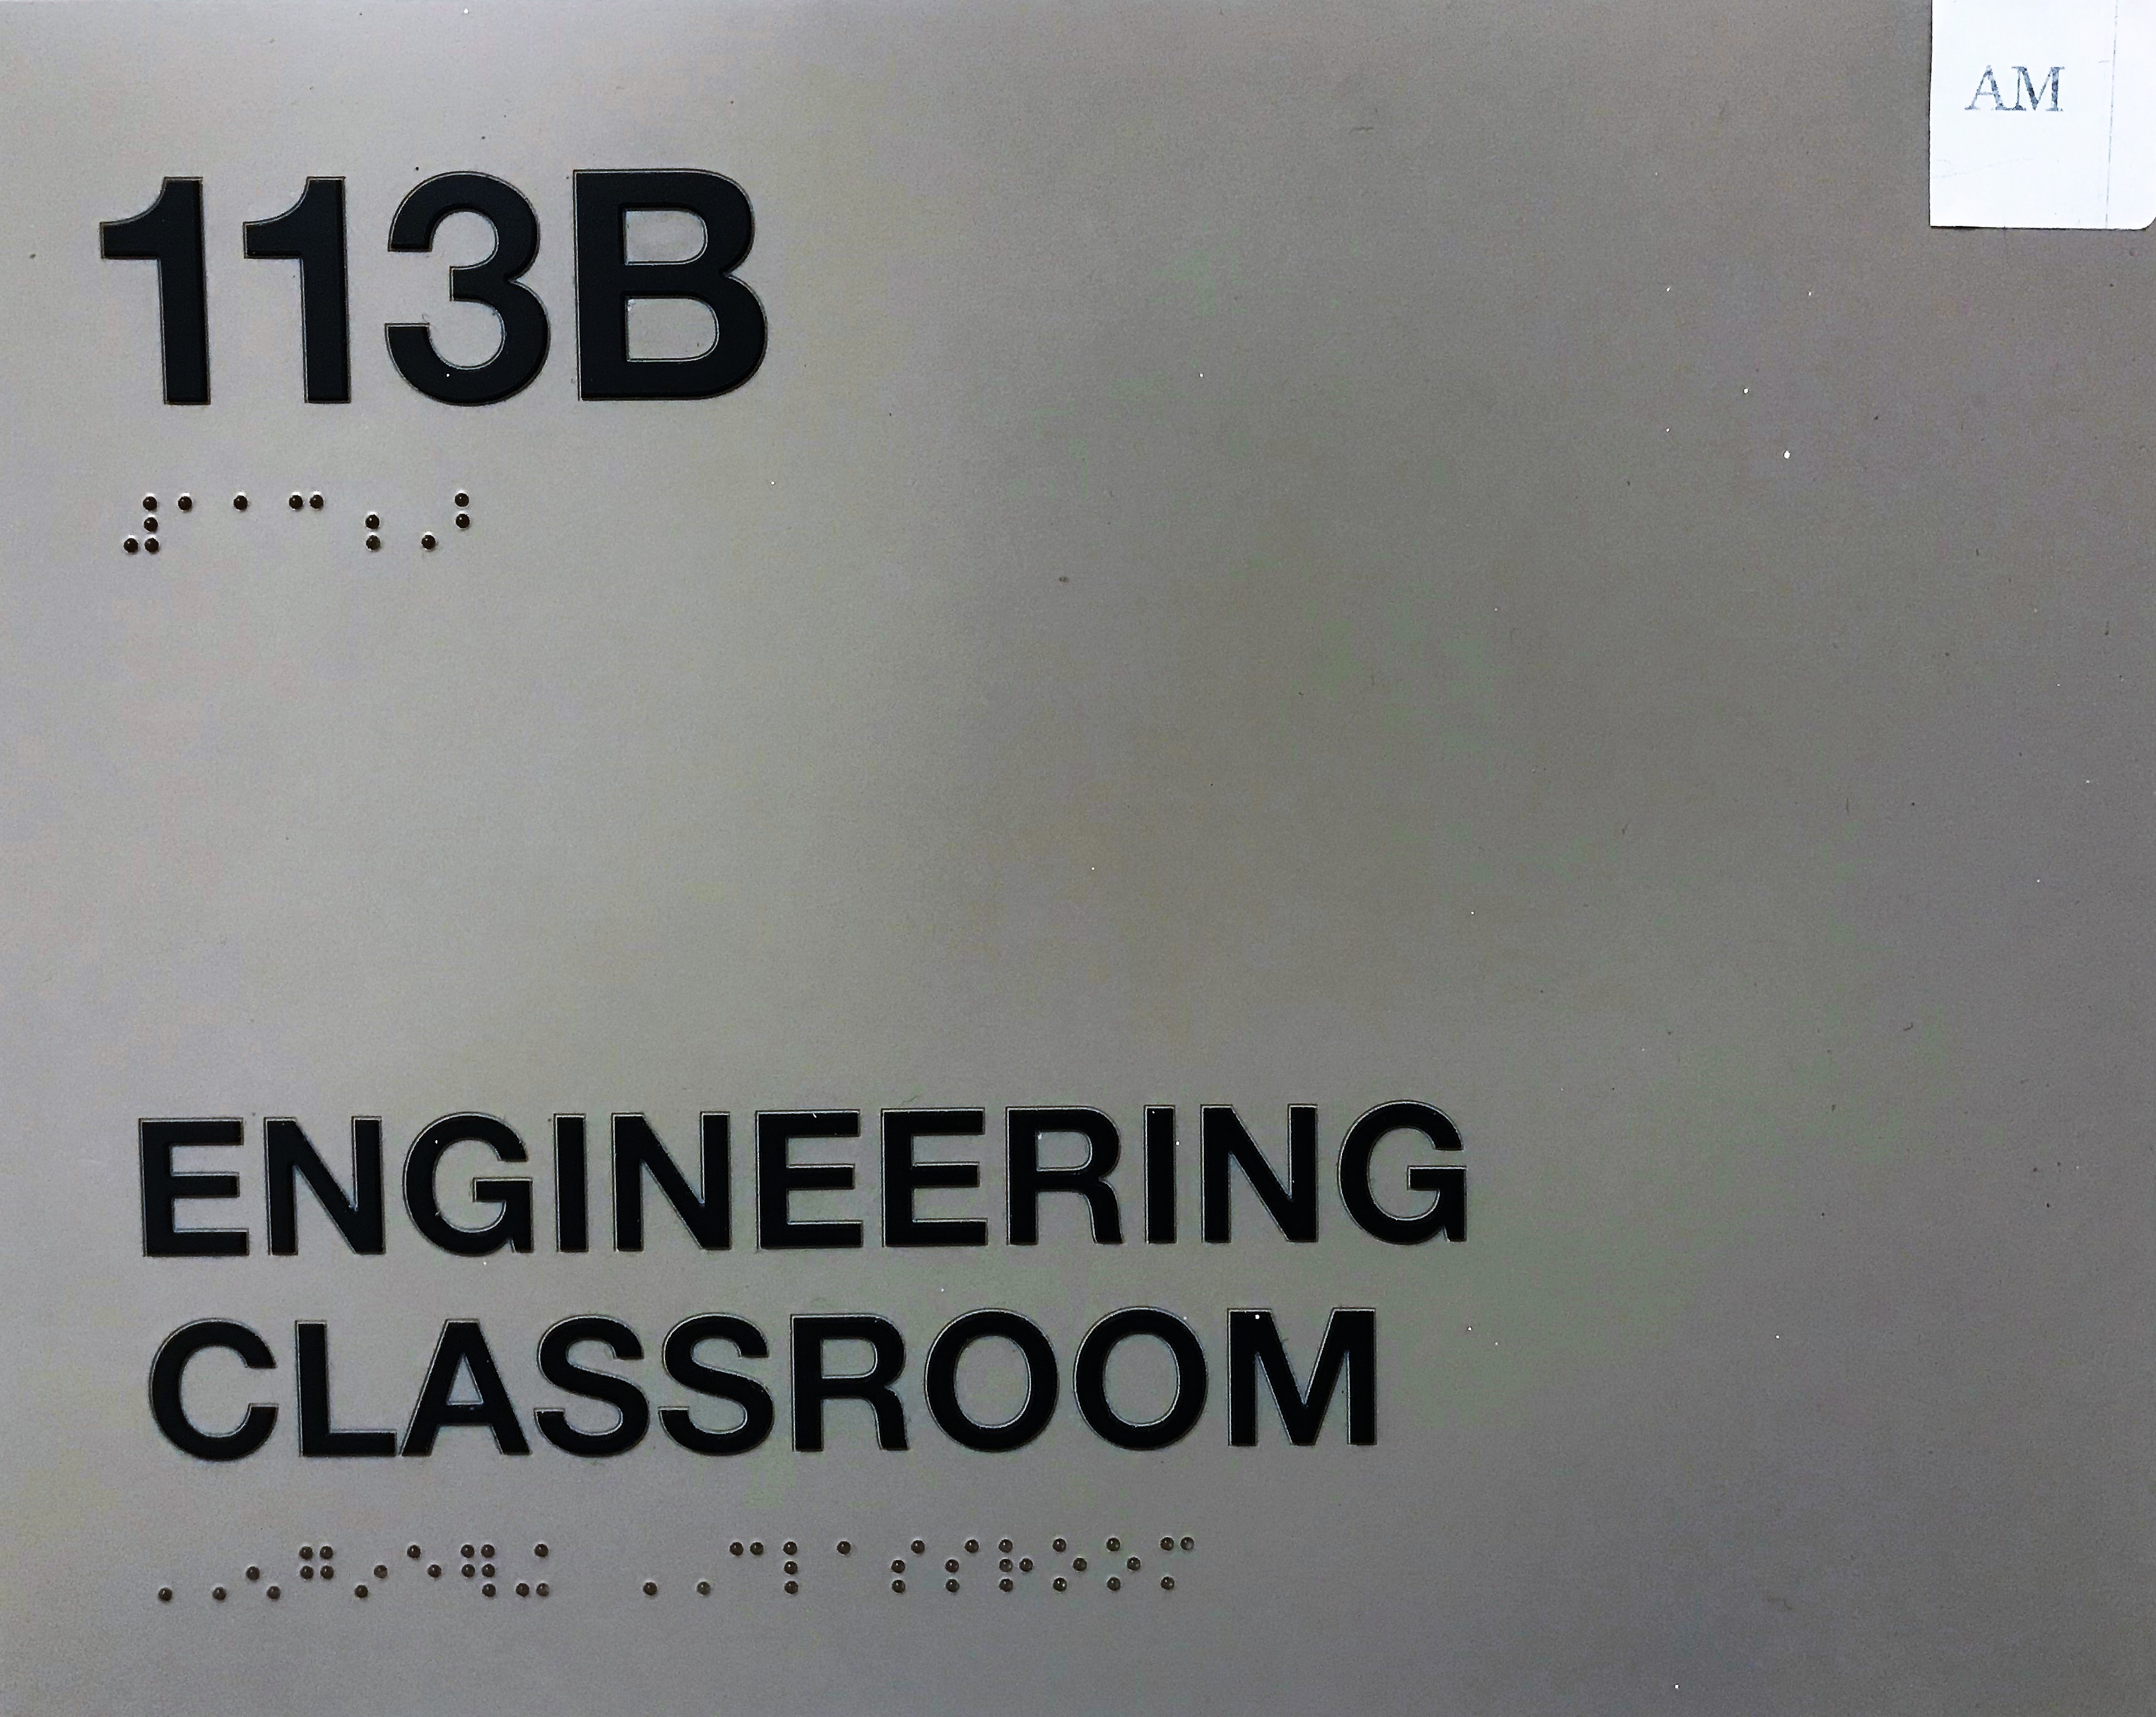 AM
113B
⠼⠁⠁⠉⠰⠠⠃
ENGINEERING
CLASSROOM
⠠⠠⠢⠛⠔⠑⠻⠬ ⠠⠠⠉⠇⠁⠎⠎⠗⠕⠕⠍